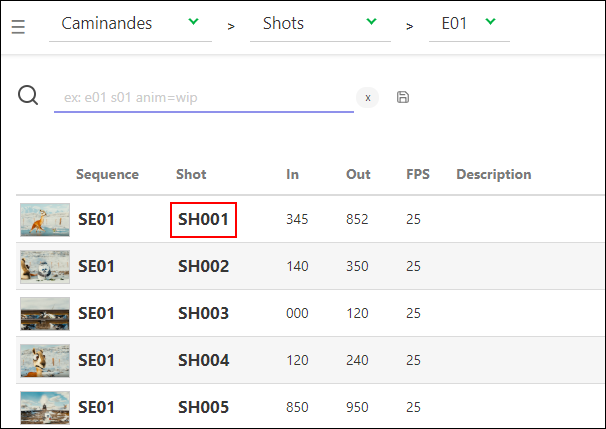 ☰ Caminandes > Shots > E01
ex: e01 s01 anim=wip x
Sequence Shot In Out FPS Description
SE01 SH001 345 852 25
SE01 SH002 140 350 25
SE01 SH003 000 120 25
SE01 SH004 120 240 25
SE01 SH005 850 950 25